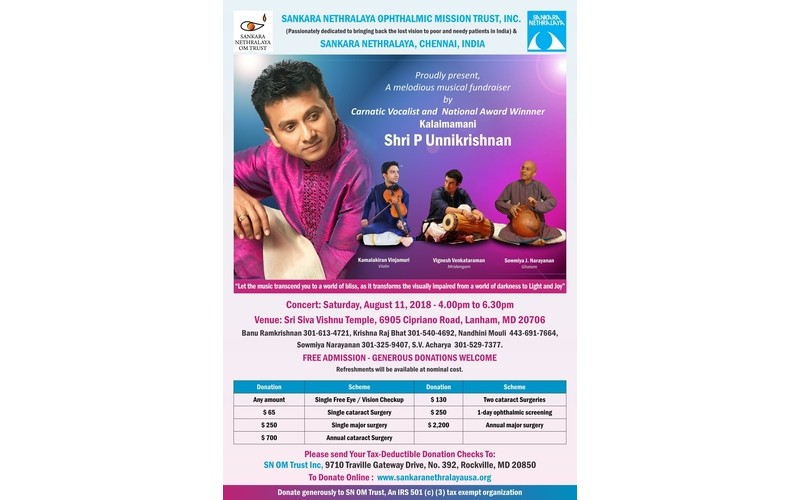 SANKARA
NETHRALAYA
OM TRUST
SANKARA NETHRALAYA OPHTHALMIC MISSION TRUST, INC.
(Passionately dedicated to bringing back the lost vision to poor and needy patients in India) &
SANKARA NETHRALAYA, CHENNAI, INDIA
SANKARA
NETHRALAYA
Proudly present,
A melodious musical fundraiser
by
Carnatic Vocalist and National Award Winnner
Kalaimamani
Shri P Unnikrishnan
Kamalakiran Vinjamuri
Violin
Vignesh Venkataraman
Mridangam
Sowmiya J. Narayanan
Ghatam
"Let the music transcend you to a world of bliss, as it transforms the visually impaired from a world of darkness to Light and Joy"
Concert: Saturday, August 11, 2018 - 4.00pm to 6.30pm
Venue: Sri Siva Vishnu Temple, 6905 Cipriano Road, Lanham, MD 20706
Banu Ramkrishnan 301-613-4721, Krishna Raj Bhat 301-540-4692, Nandhini Mouli 443-691-7664,
Sowmiya Narayanan 301-325-9407, S.V. Acharya 301-529-7377.
FREE ADMISSION - GENEROUS DONATIONS WELCOME
Refreshments will be available at nominal cost.
Donation Scheme Donation Scheme
Any amount Single Free Eye / Vision Checkup $ 130 Two cataract Surgeries
$ 65 Single cataract Surgery $ 250 1-day ophthalmic screening
$ 250 Single major surgery $ 2,200 Annual major surgery
$ 700 Annual cataract Surgery
Please send Your Tax-Deductible Donation Checks To:
SN OM Trust Inc, 9710 Traville Gateway Drive, No. 392, Rockville, MD 20850
To Donate Online : www.sankaranethralayausa.org
Donate generously to SN OM Trust, An IRS 501 (c) (3) tax exempt organization